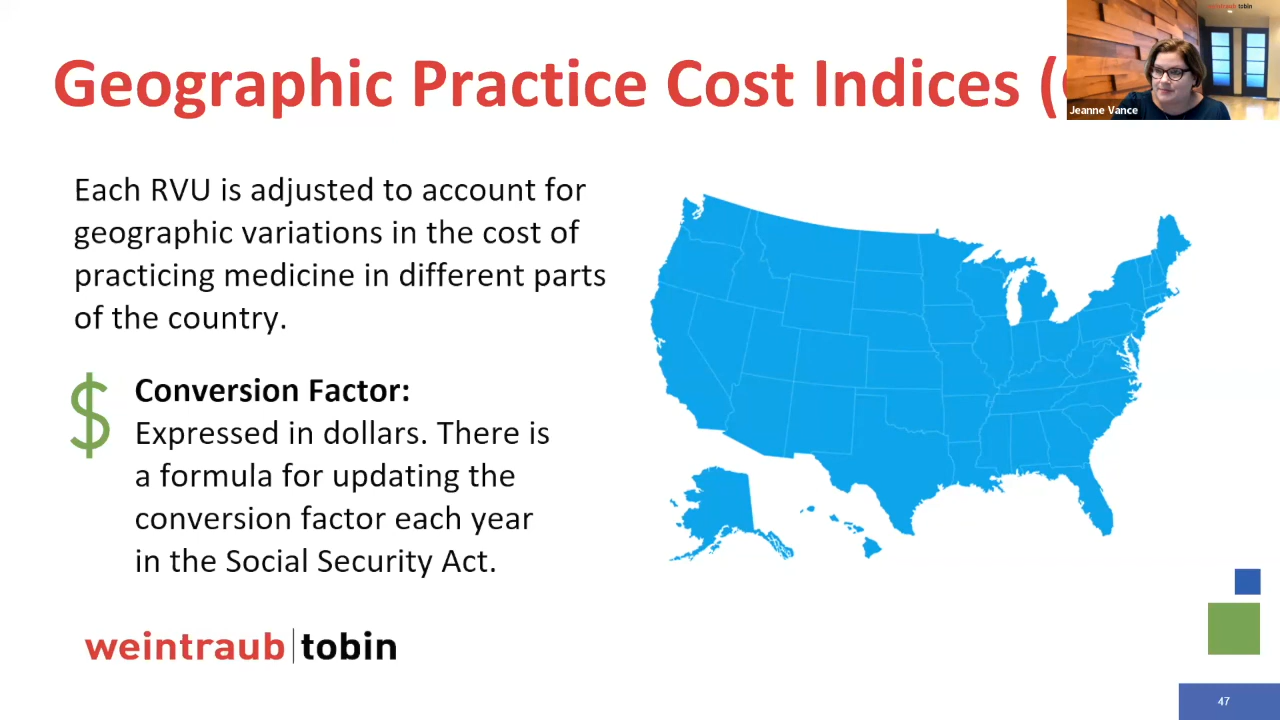 Geographic Practice Cost Indices (
weintraub tobin
Jeanne Vance
Each RVU is adjusted to account for
geographic variations in the cost of
practicing medicine in different parts
of the country.
$
Conversion Factor:
Expressed in dollars. There is
a formula for updating the
conversion factor each year
in the Social Security Act.
weintraub tobin
47